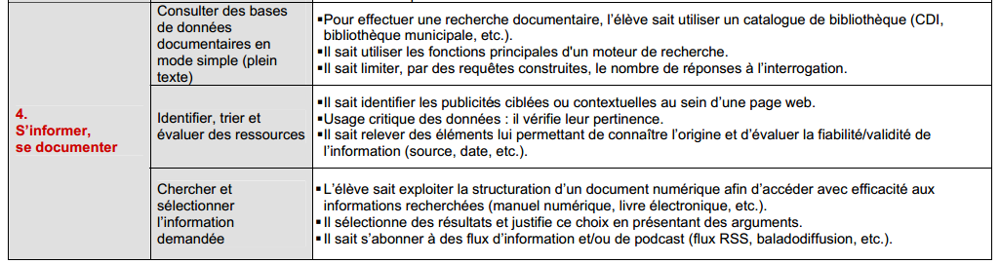 4.
S’informer,
se documenter
Consulter des bases
de données
documentaires en
mode simple (plein
texte)
▪Pour effectuer une recherche documentaire, l’élève sait utiliser un catalogue de bibliothèque (CDI,
bibliothèque municipale, etc.).
▪Il sait utiliser les fonctions principales d'un moteur de recherche.
▪Il sait limiter, par des requêtes construites, le nombre de réponses à l’interrogation.
Identifier, trier et
évaluer des ressources
▪Il sait identifier les publicités ciblées ou contextuelles au sein d’une page web.
▪Usage critique des données : il vérifie leur pertinence.
▪Il sait relever des éléments lui permettant de connaître l’origine et d’évaluer la fiabilité/validité de
l’information (source, date, etc.).
Chercher et
sélectionner
l’information
demandée
▪L’élève sait exploiter la structuration d’un document numérique afin d’accéder avec efficacité aux
informations recherchées (manuel numérique, livre électronique, etc.).
▪Il sélectionne des résultats et justifie ce choix en présentant des arguments.
▪Il sait s’abonner à des flux d’information et/ou de podcast (flux RSS, baladodiffusion, etc.).